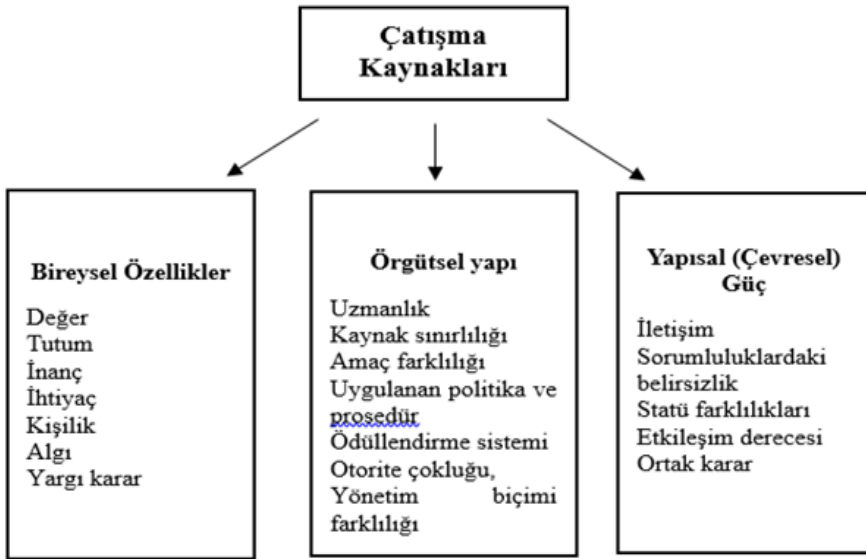 Çatışma
Kaynakları
Bireysel Özellikler
Değer
Tutum
İnanç
İhtiyaç
Kişilik
Algı
Yargı karar
Örgütsel yapı
Uzmanlık
Kaynak sınırlılığı
Amaç farklılığı
Uygulanan politika ve
prosedür
Ödüllendirme sistemi
Otorite çokluğu,
Yönetim biçimi
farklılığı
Yapısal (Çevresel)
Güç
İletişim
Sorumluluklardaki
belirsizlik
Statü farklılıkları
Etkileşim derecesi
Ortak karar